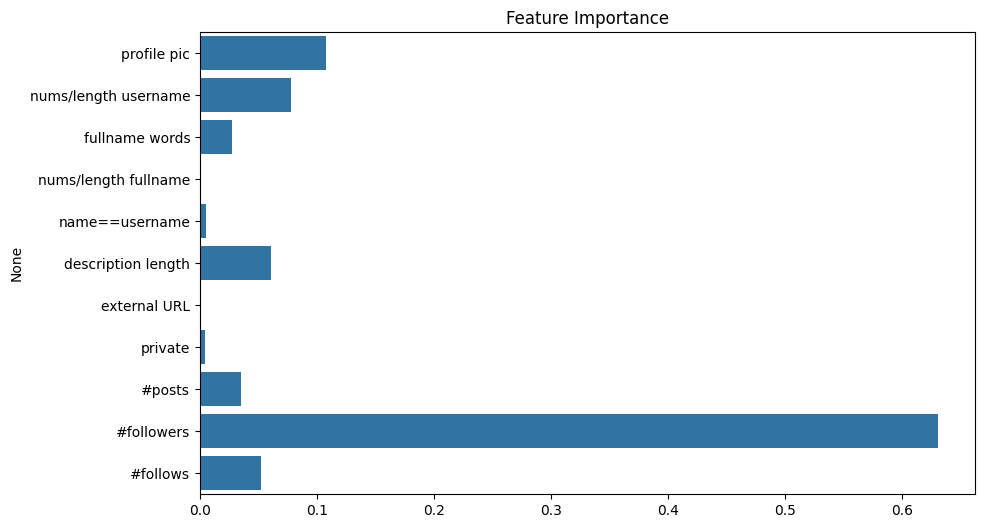 Feature Importance
profile pic
nums/length username
fullname words
nums/length fullname
name==username
description length
external URL
private
#posts
#followers
#follows
None
0.0 0.1 0.2 0.3 0.4 0.5 0.6